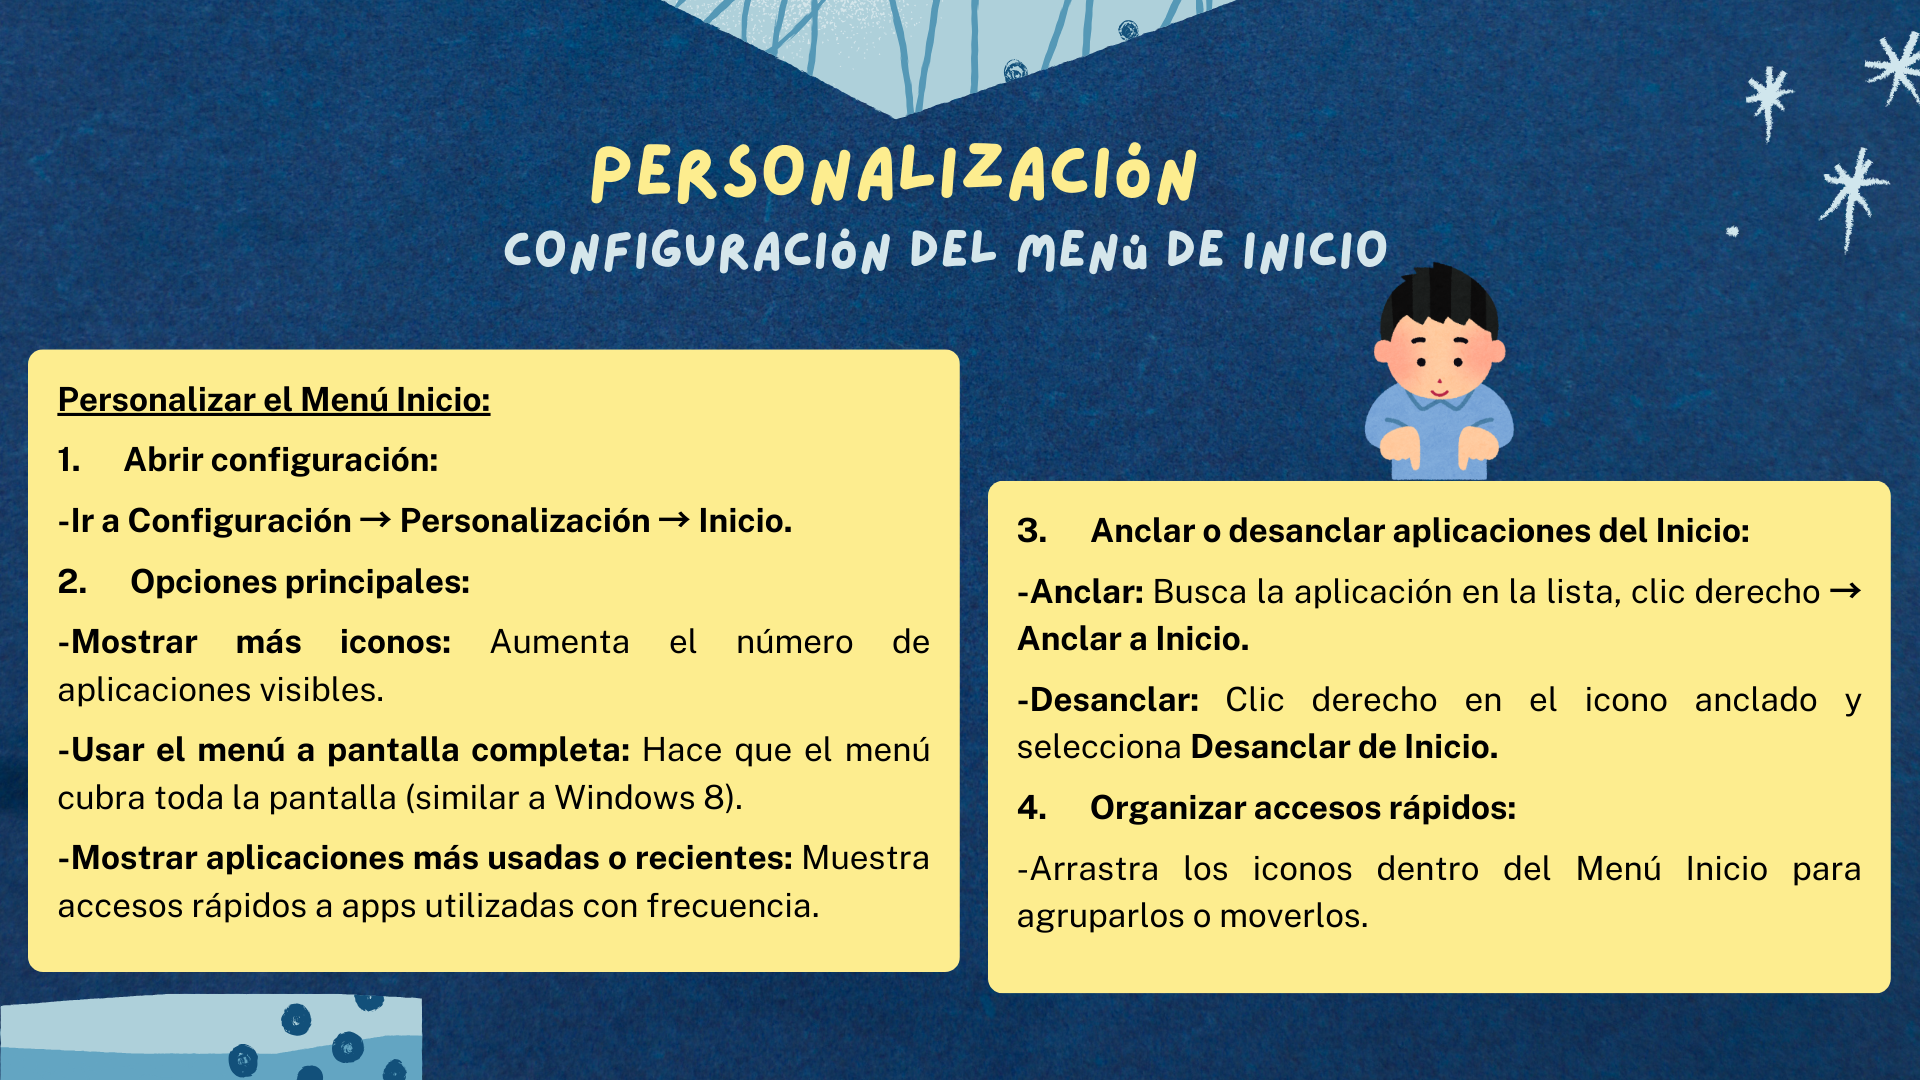 PERSONALIZACIÓN
CONFIGURACIÓN DEL MENÚ DE INICIO
Personalizar el Menú Inicio:
1. Abrir configuración:
-Ir a Configuración → Personalización → Inicio.
2. Opciones principales:
-Mostrar más iconos: Aumenta el número de
aplicaciones visibles.
-Usar el menú a pantalla completa: Hace que el menú
cubra toda la pantalla (similar a Windows 8).
-Mostrar aplicaciones más usadas o recientes: Muestra
accesos rápidos a apps utilizadas con frecuencia.
3. Anclar o desanclar aplicaciones del Inicio:
-Anclar: Busca la aplicación en la lista, clic derecho →
Anclar a Inicio.
-Desanclar: Clic derecho en el icono anclado y
selecciona Desanclar de Inicio.
4. Organizar accesos rápidos:
-Arrastra los iconos dentro del Menú Inicio para
agruparlos o moverlos.